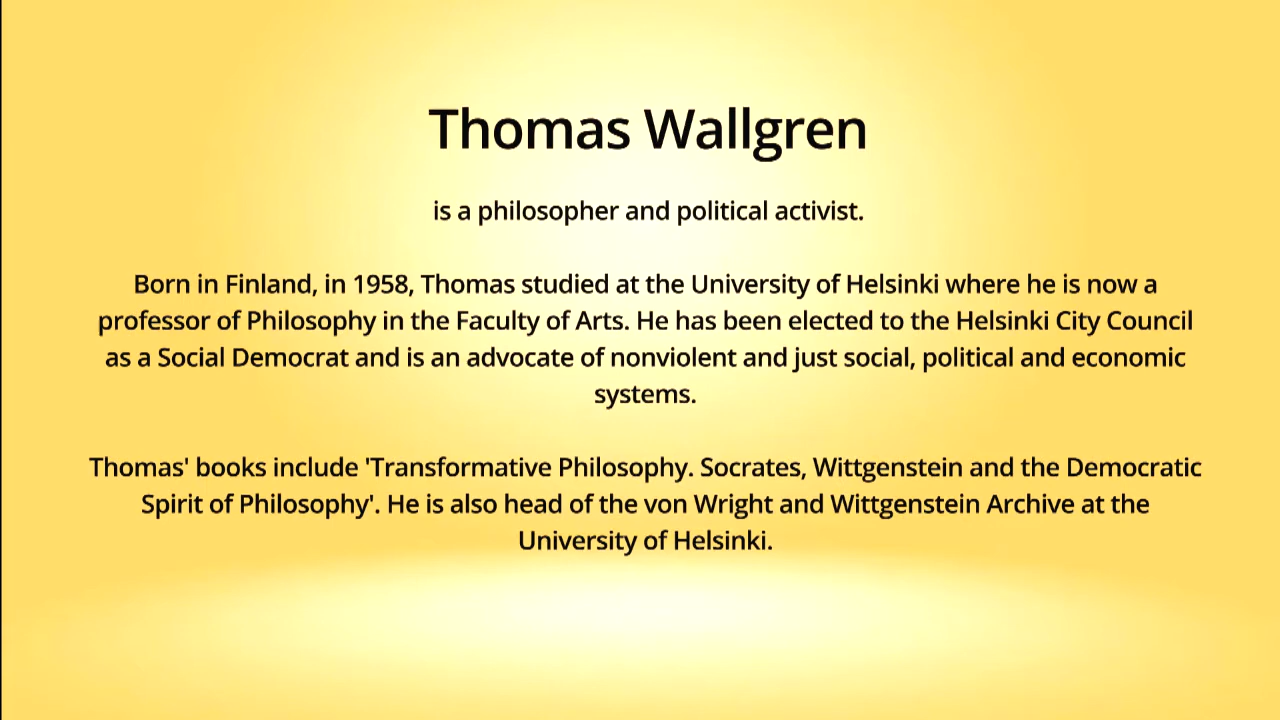 Thomas Wallgren
is a philosopher and political activist.
Born in Finland, in 1958, Thomas studied at the University of Helsinki where he is now a
professor of Philosophy in the Faculty of Arts. He has been elected to the Helsinki City Council
as a Social Democrat and is an advocate of nonviolent and just social, political and economic
systems.
Thomas' books include 'Transformative Philosophy. Socrates, Wittgenstein and the Democratic
Spirit of Philosophy'. He is also head of the von Wright and Wittgenstein Archive at the
University of Helsinki.